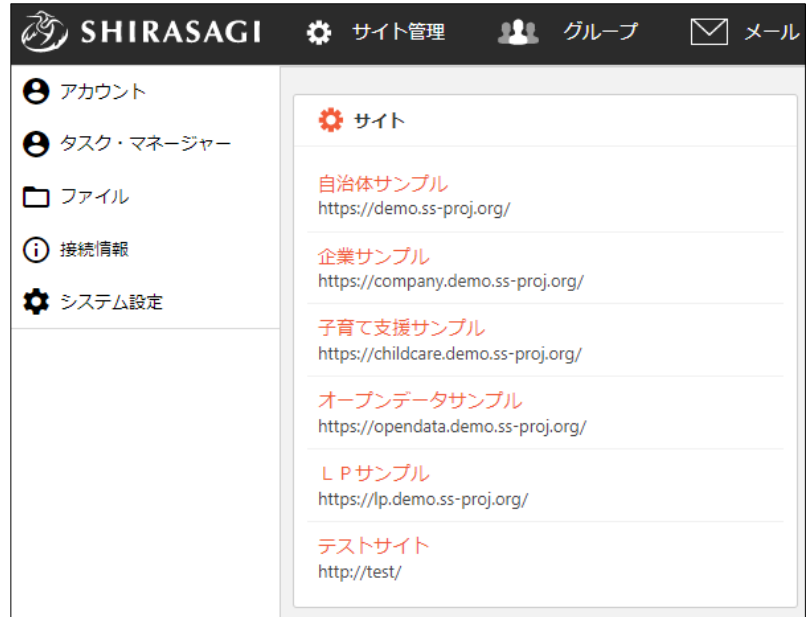 SHIRASAGI サイト管理 グループ メール
アカウント
タスク・マネージャー
ファイル
接続情報
システム設定
サイト
自治体サンプル
https://demo.ss-proj.org/
企業サンプル
https://company.demo.ss-proj.org/
子育て支援サンプル
https://childcare.demo.ss-proj.org/
オープンデータサンプル
https://opendata.demo.ss-proj.org/
ＬＰサンプル
https://lp.demo.ss-proj.org/
テストサイト
http://test/